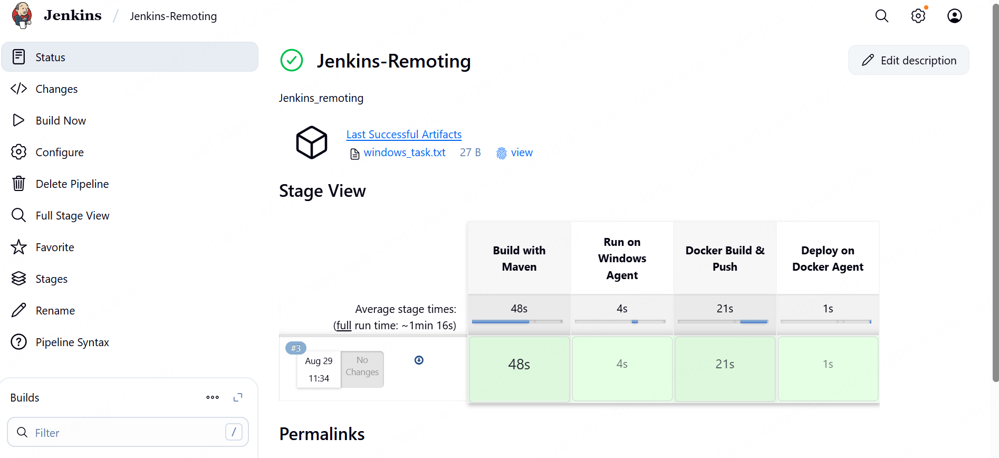 Jenkins / Jenkins-Remoting
Status
Changes
Build Now
Configure
Delete Pipeline
Full Stage View
Favorite
Stages
Rename
Pipeline Syntax
Builds
Filter /
Jenkins-Remoting
Edit description
Jenkins_remoting
Last Successful Artifacts
windows_task.txt 27 B view
Stage View
Build with
Maven
Run on
Windows
Agent
Docker Build &
Push
Deploy on
Docker Agent
Average stage times:
(full run time: ~1min 16s)
48s 4s 21s 1s
#3
Aug 29
11:34
No
Changes
48s 4s 21s 1s
Permalinks